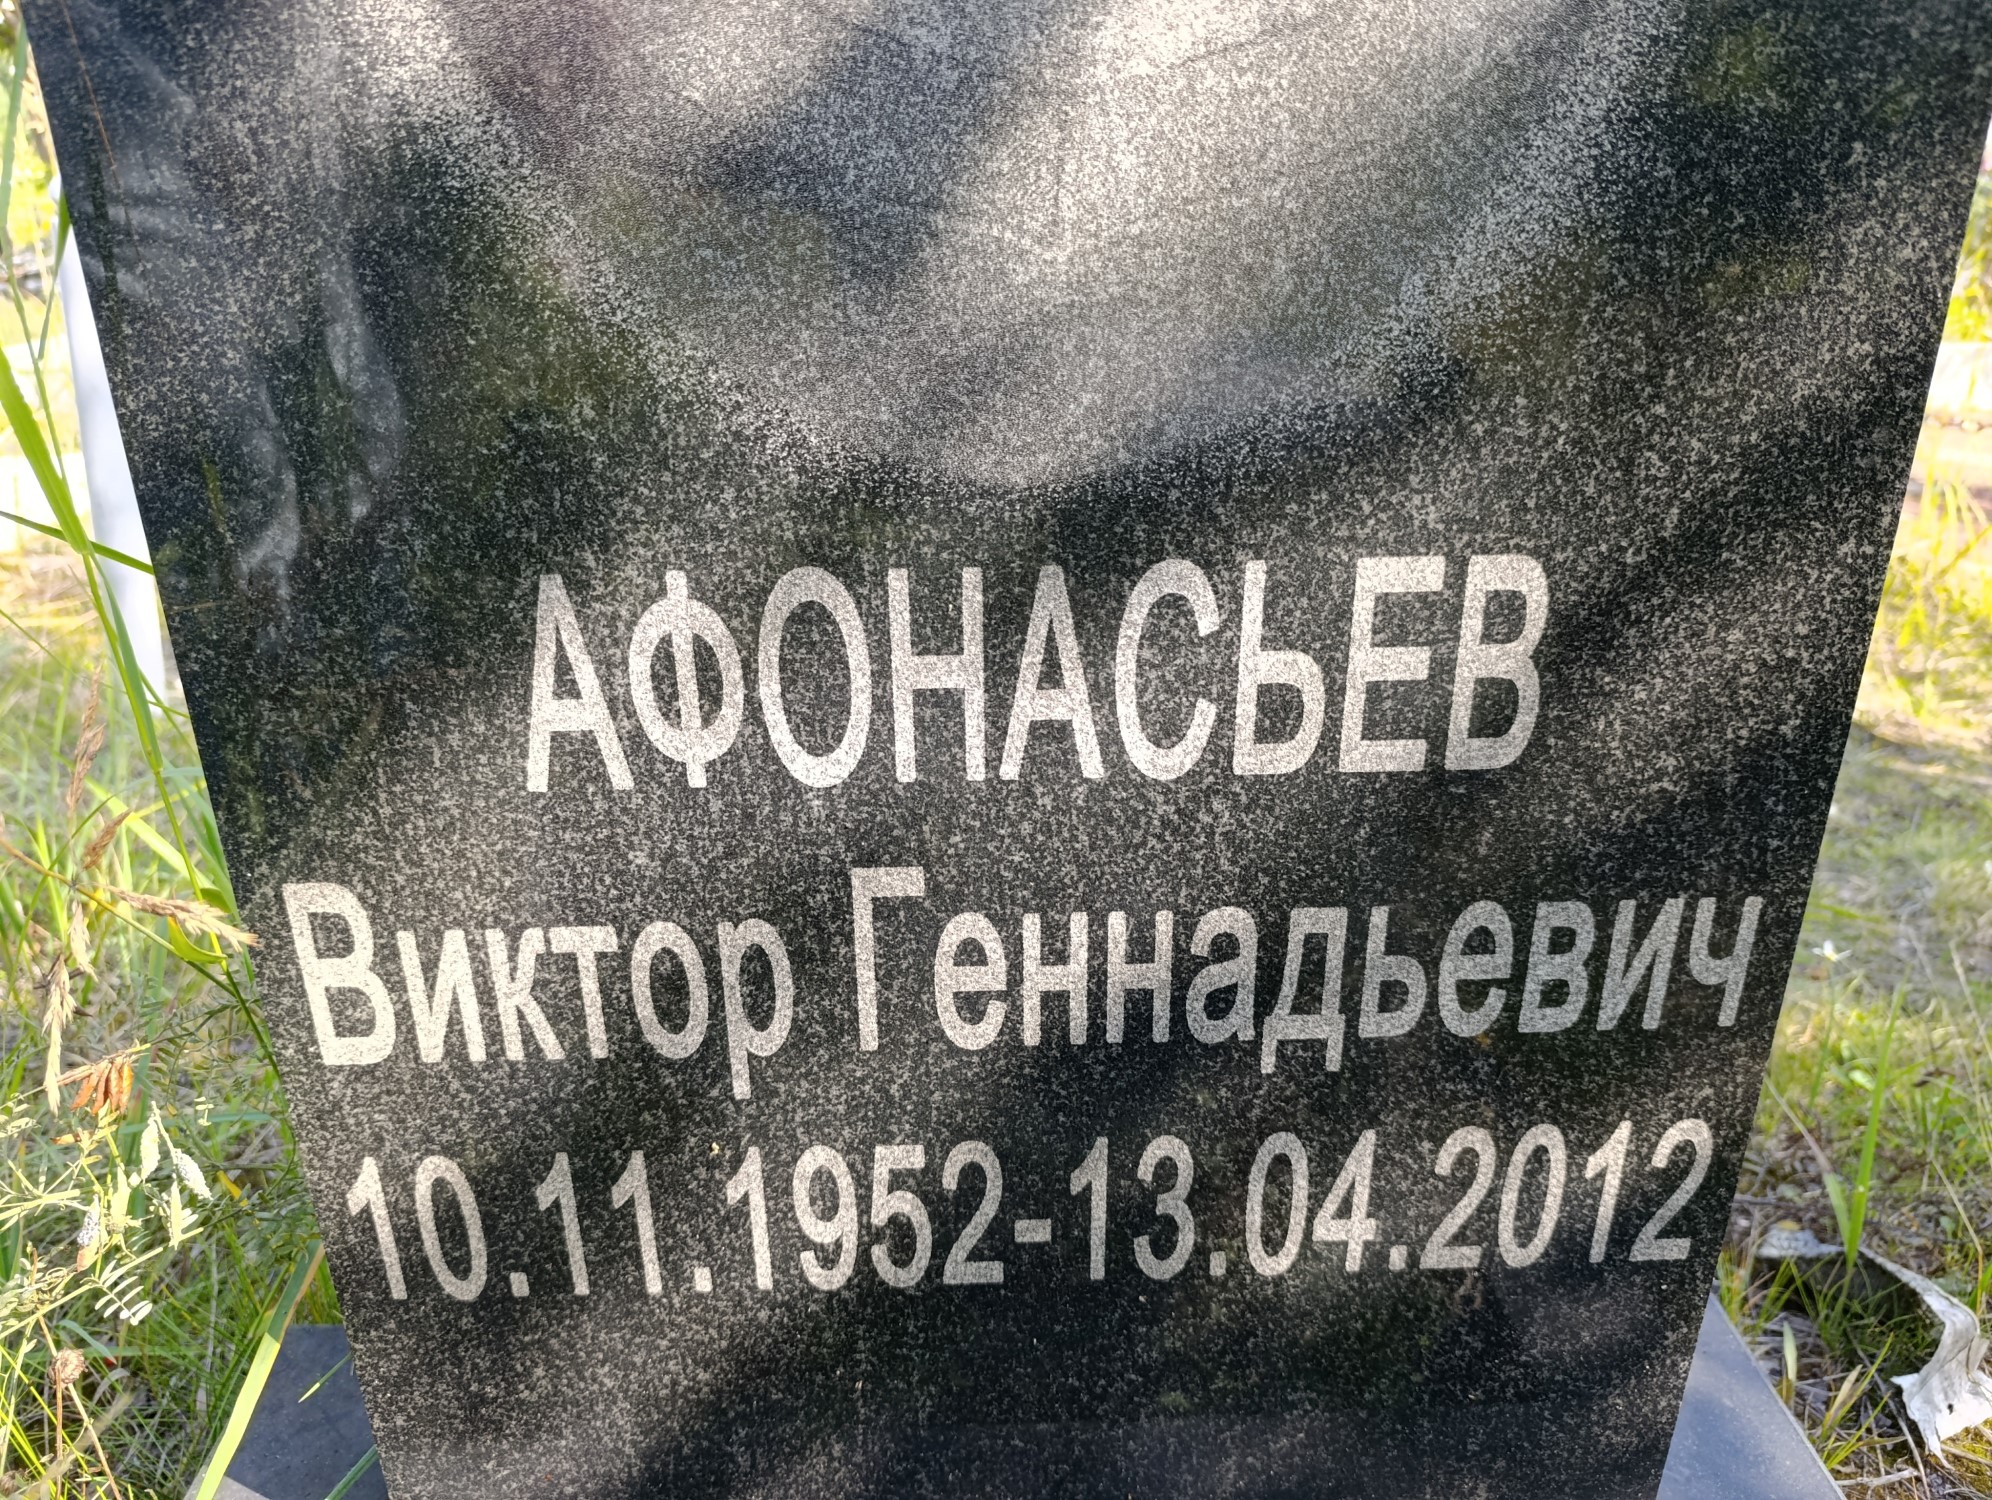 АФОНАСЬЕВ
Виктор Геннадьевич
10.11.1952-13.04.2012